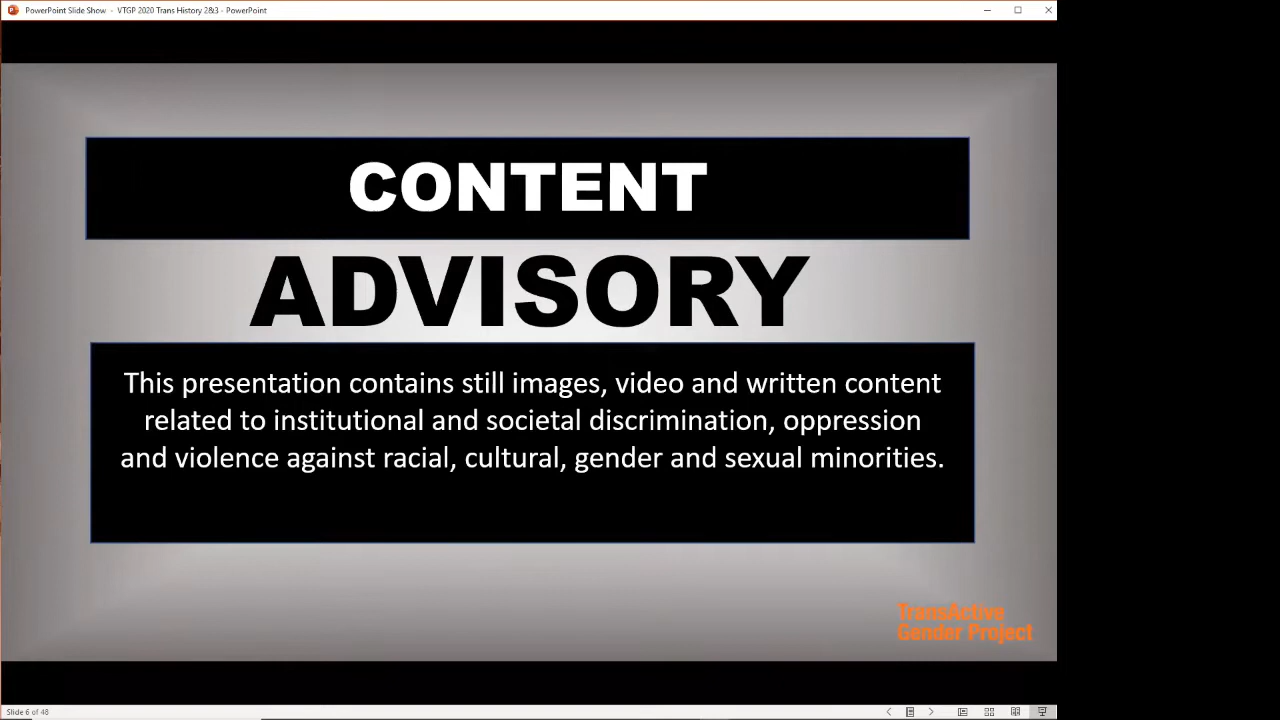 PowerPoint Slide Show - VTGP 2020 Trans History 2&3 - PowerPoint
CONTENT
ADVISORY
This presentation contains still images, video and written content
related to institutional and societal discrimination, oppression
and violence against racial, cultural, gender and sexual minorities.
TransActive
Gender Project
Slide 6 of 48